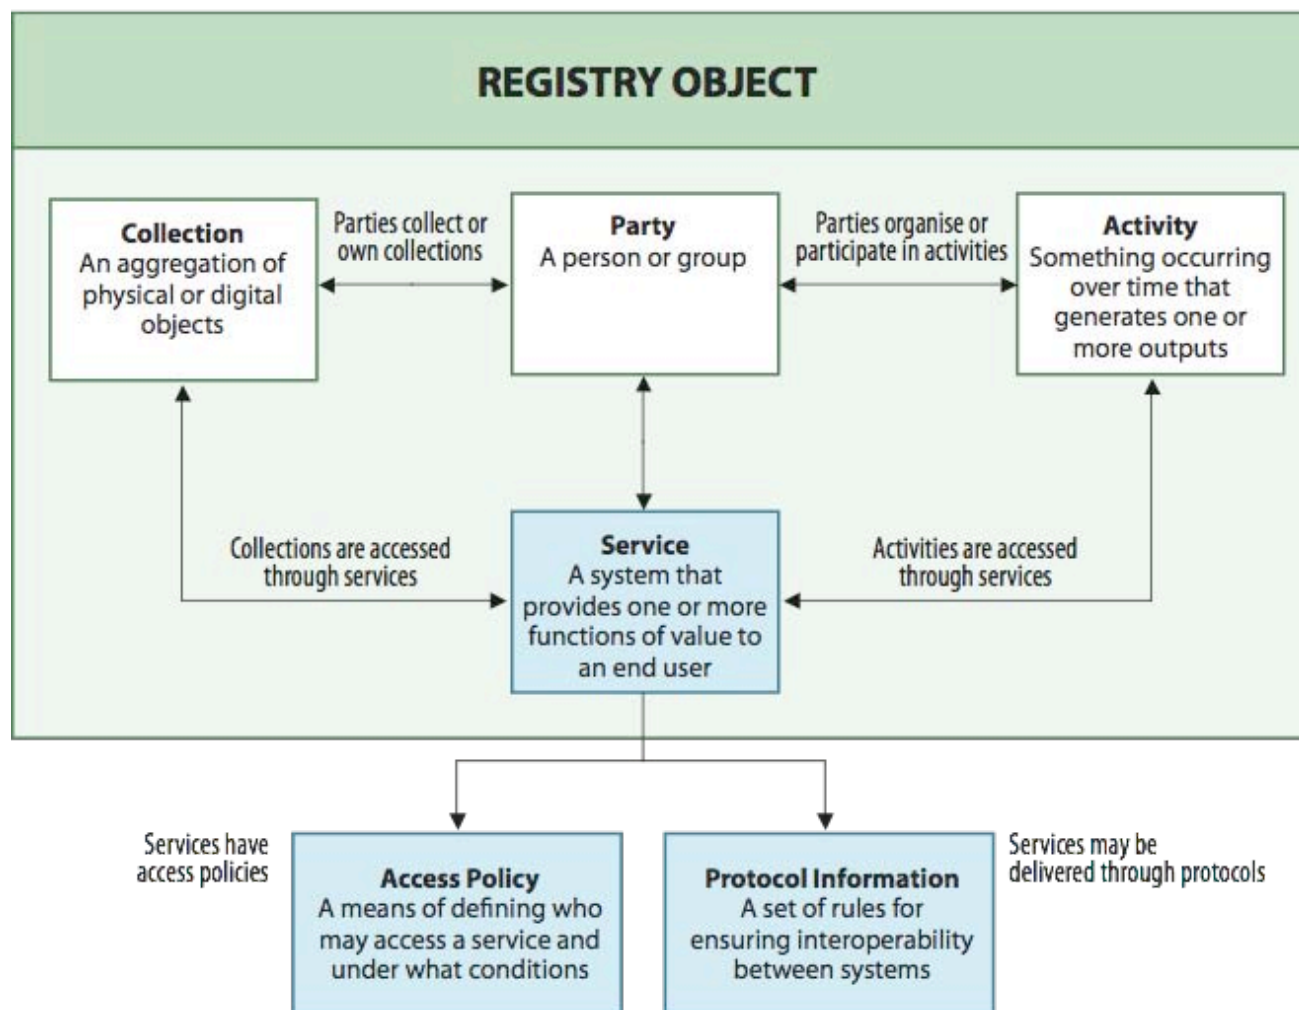 REGISTRY OBJECT
Collection
An aggregation of
physical or digital
objects
Parties collect or
own collections
Party
A person or group
Parties organise or
participate in activities
Activity
Something occurring
over time that
generates one or
more outputs
Collections are accessed
through services
Service
A system that
provides one or more
functions of value to
an end user
Activities are accessed
through services
Services have
access policies
Access Policy
A means of defining who
may access a service and
under what conditions
Protocol Information
A set of rules for
ensuring interoperability
between systems
Services may be
delivered through protocols